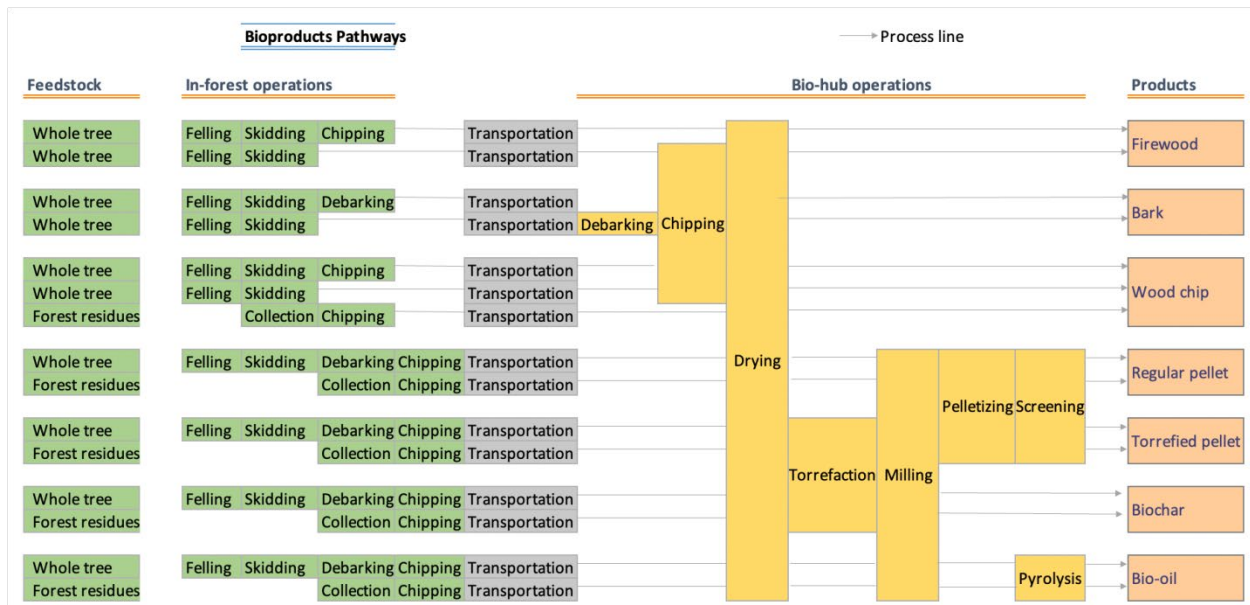 Bioproducts Pathways
Process line
Feedstock In-forest operations Bio-hub operations Products
Whole tree Felling Skidding Chipping Transportation
Whole tree Felling Skidding Transportation
Firewood
Whole tree Felling Skidding Debarking Transportation
Whole tree Felling Skidding Transportation Debarking
Chipping
Bark
Whole tree Felling Skidding Chipping Transportation
Whole tree Felling Skidding Transportation
Forest residues Collection Chipping Transportation
Wood chip
Whole tree Felling Skidding Debarking Chipping Transportation
Forest residues Collection Chipping Transportation
Drying
Regular pellet
Pelletizing Screening
Whole tree Felling Skidding Debarking Chipping Transportation
Forest residues Collection Chipping Transportation
Torrefied pellet
Torrefaction Milling
Whole tree Felling Skidding Debarking Chipping Transportation
Forest residues Collection Chipping Transportation
Biochar
Whole tree Felling Skidding Debarking Chipping Transportation
Forest residues Collection Chipping Transportation
Pyrolysis
Bio-oil